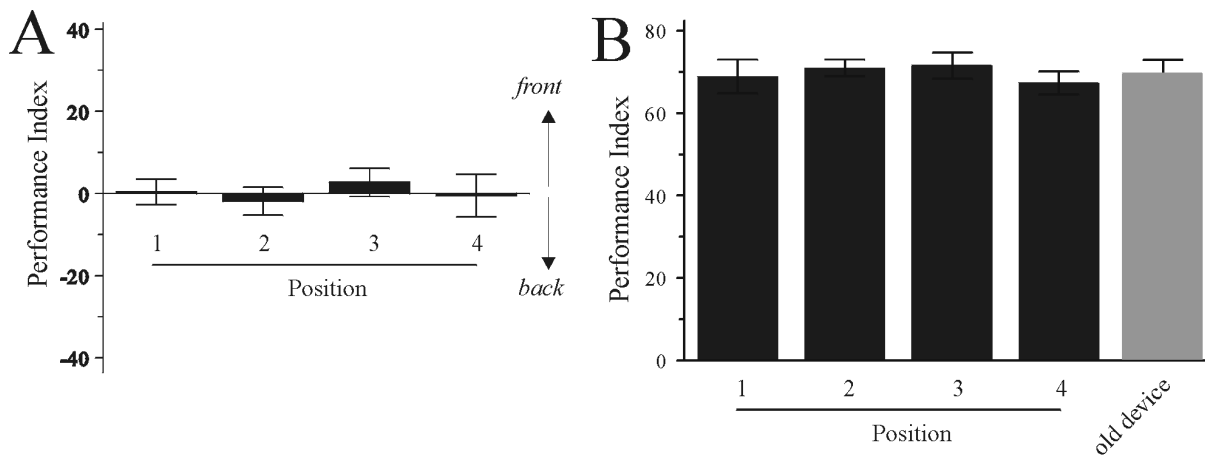 A
B
Performance Index
40
20
0
-20
-40
1 2 3 4
Position
front
back
Performance Index
80
60
40
20
0
1 2 3 4
Position
old device